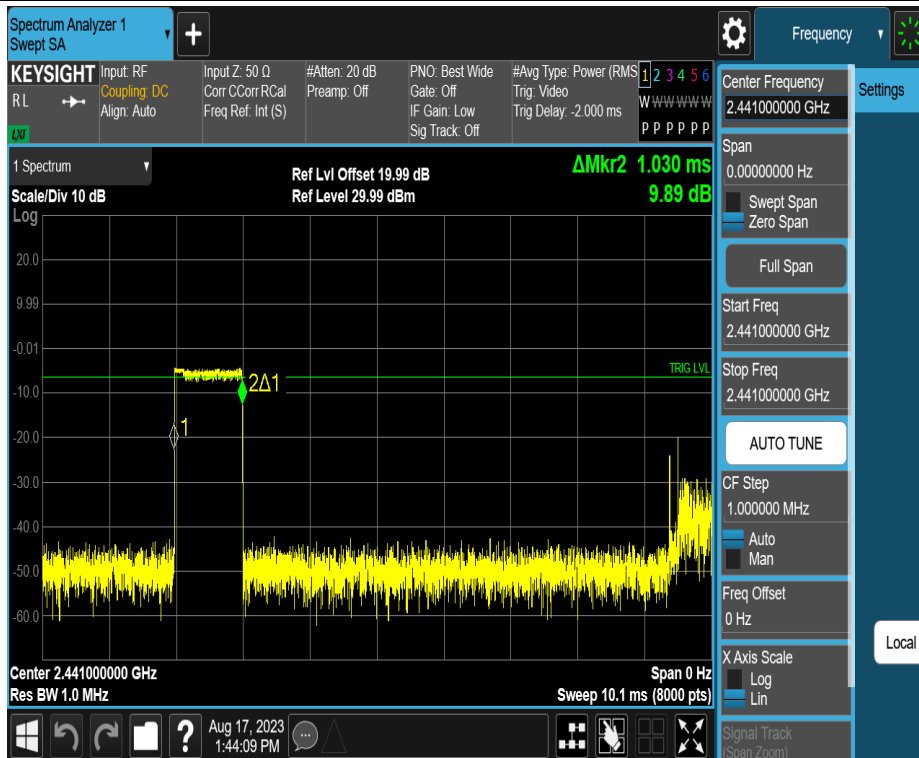 Spectrum Analyzer 1
Swept SA
+
Frequency
KEYSIGHT
R L
LXI
Input: RF
Coupling: DC
Align: Auto
Input Z: 50 Ω
Corr CCorr RCal
Freq Ref: Int (S)
#Atten: 20 dB
Preamp: Off
PNO: Best Wide
Gate: Off
IF Gain: Low
Sig Track: Off
#Avg Type: Power (RMS
Trig: Video
Trig Delay: -2.000 ms
1 2 3 4 5 6
W W W W W W
P P P P P P
1 Spectrum
Scale/Div 10 dB
Log
Ref Lvl Offset 19.99 dB
Ref Level 29.99 dBm
ΔMkr2 1.030 ms
9.89 dB
20.0
9.99
-0.01
-10.0
-20.0
-30.0
-40.0
-50.0
-60.0
TRIG LVL
2Δ1
1
Center 2.441000000 GHz
Res BW 1.0 MHz
Span 0 Hz
Sweep 10.1 ms (8000 pts)
?
Aug 17, 2023
1:44:09 PM
Center Frequency
2.441000000 GHz
Span
0.00000000 Hz
Swept Span
Zero Span
Full Span
Start Freq
2.441000000 GHz
Stop Freq
2.441000000 GHz
AUTO TUNE
CF Step
1.000000 MHz
Auto
Man
Freq Offset
0 Hz
X Axis Scale
Log
Lin
Signal Track
(Span Zoom)
Settings
Local